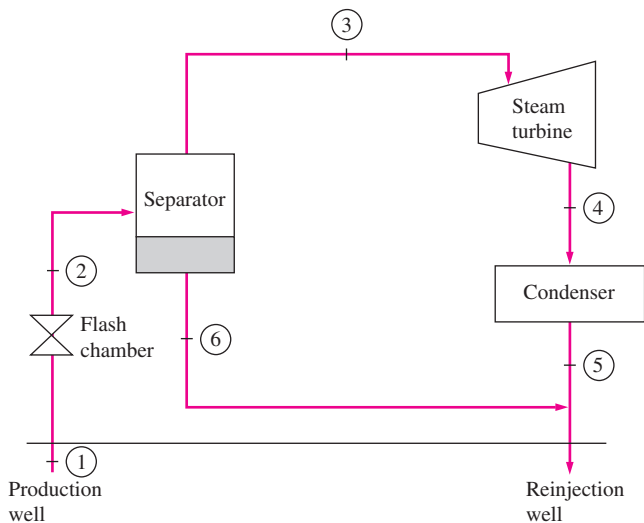 3
Steam
turbine
Separator
4
2
Condenser
Flash
chamber
6
5
1
Production
well
Reinjection
well